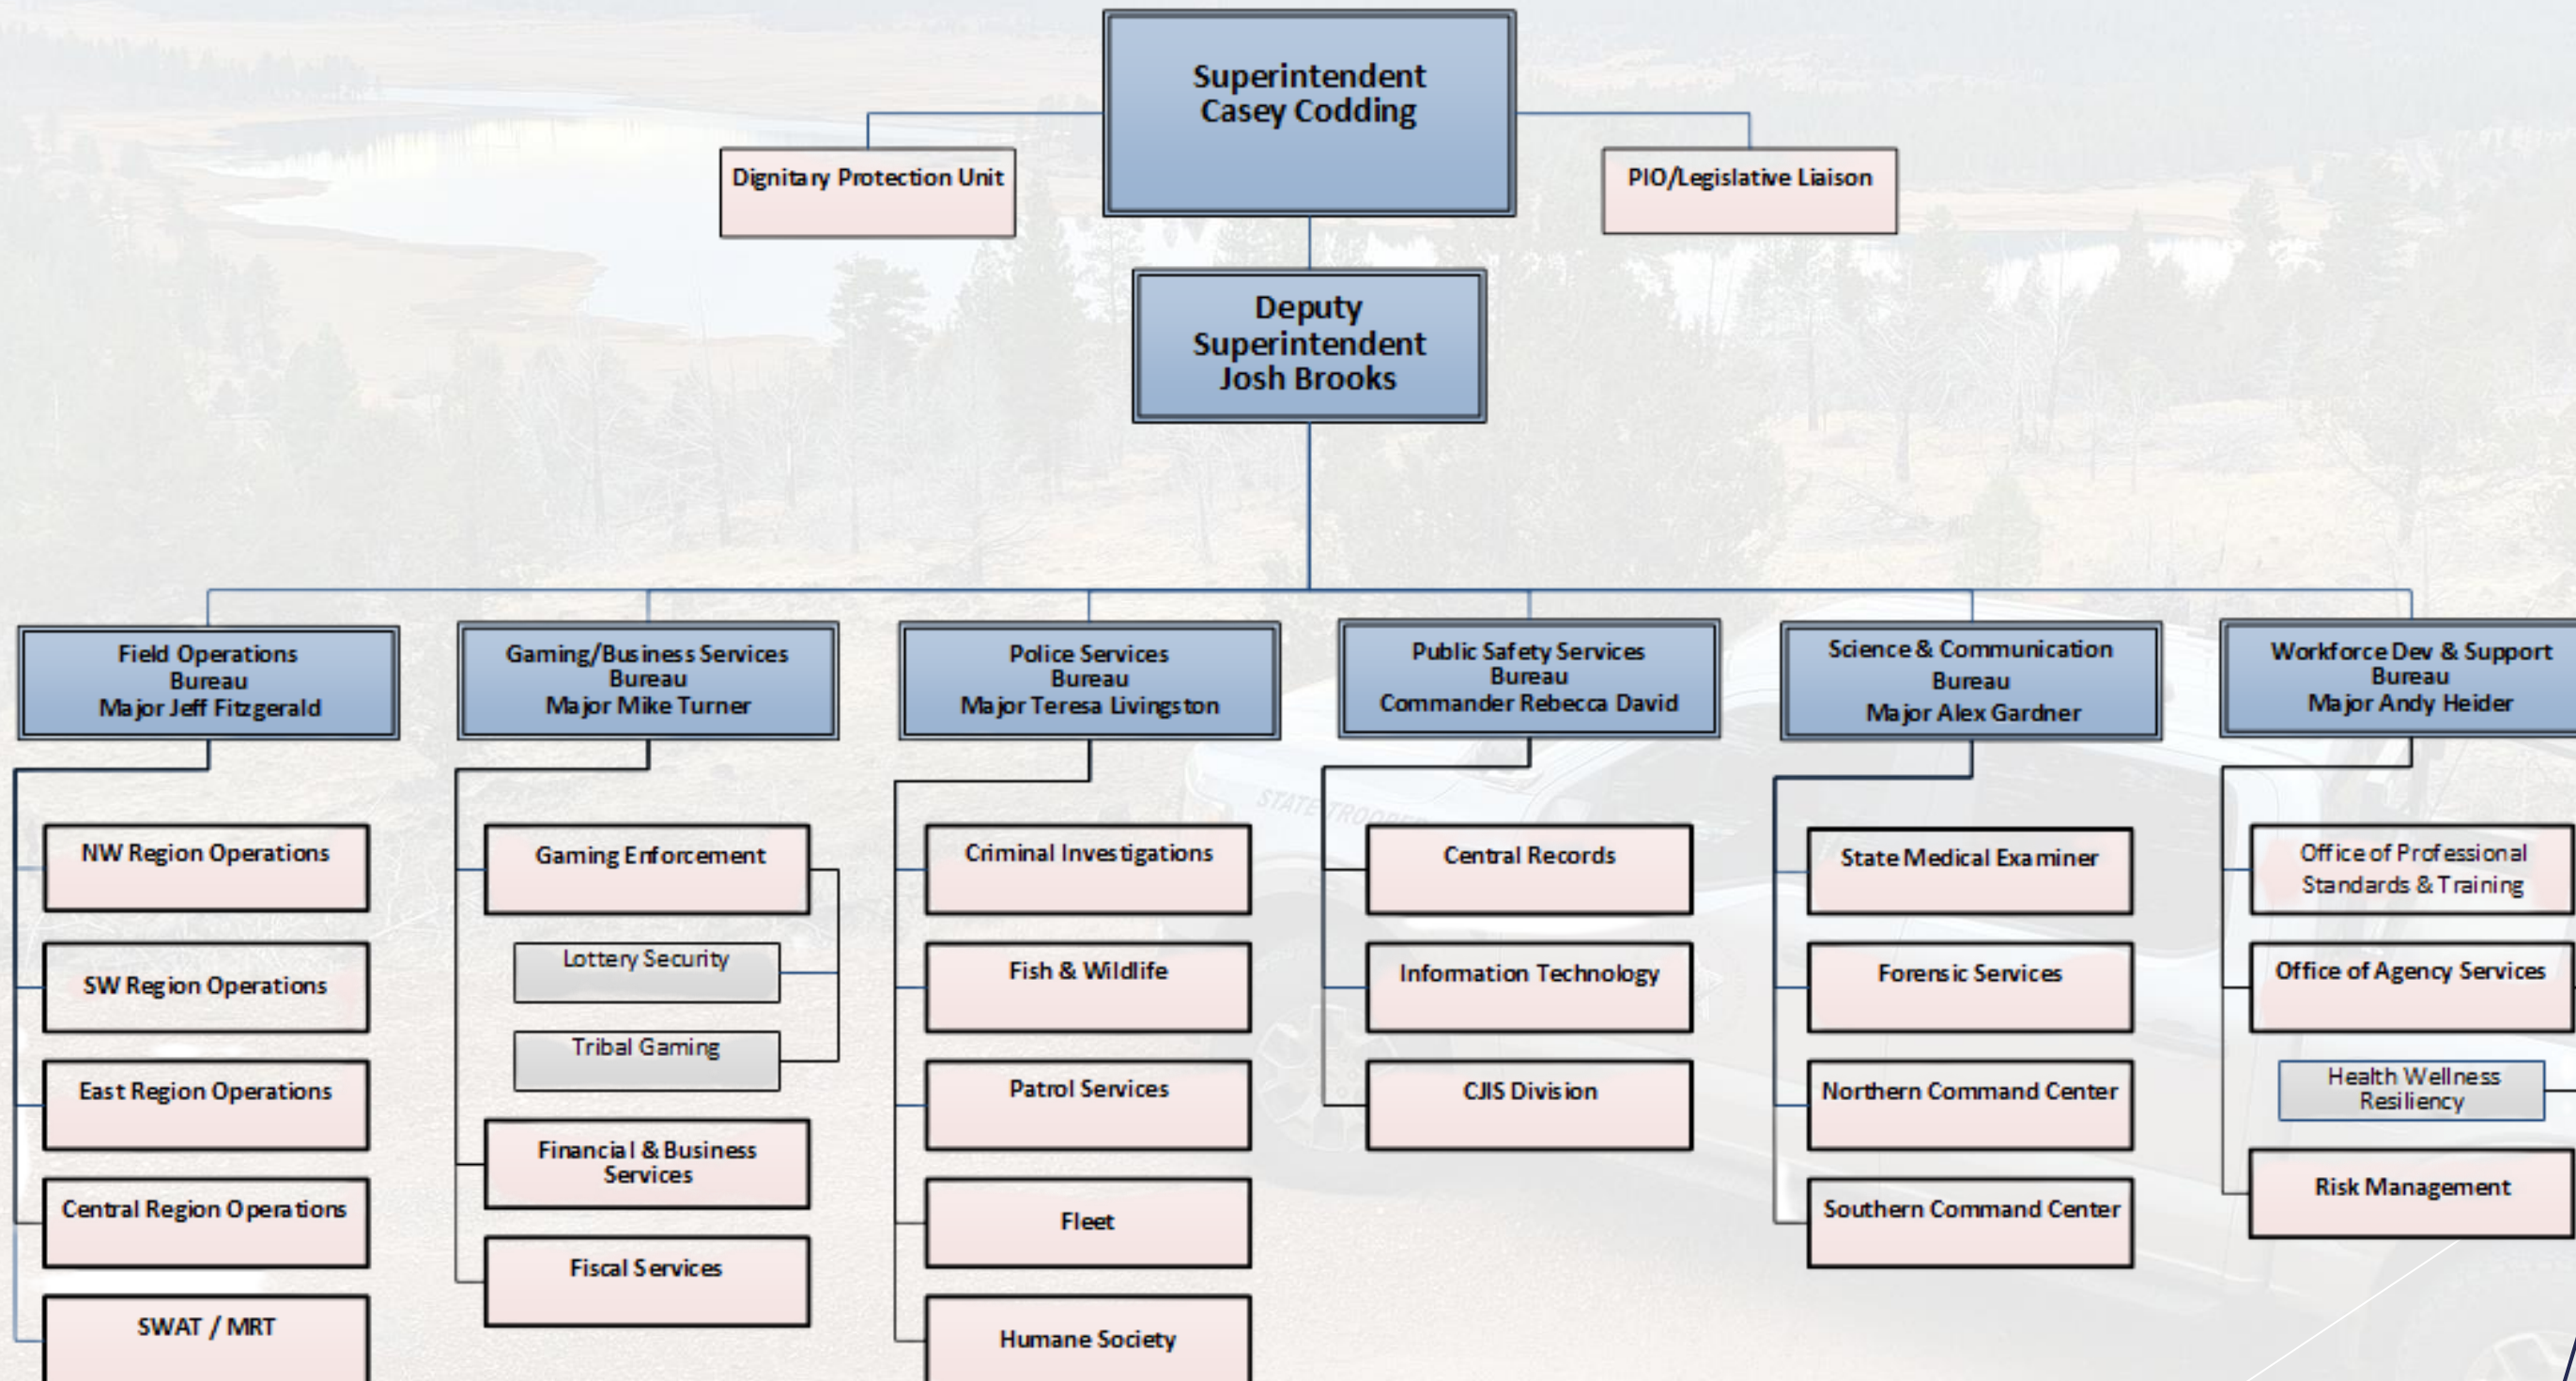 Superintendent
Casey Codding
Dignitary Protection Unit
PIO/Legislative Liaison
Deputy
Superintendent
Josh Brooks
Field Operations
Bureau
Major Jeff Fitzgerald
Gaming/Business Services
Bureau
Major Mike Turner
Police Services
Bureau
Major Teresa Livingston
Public Safety Services
Bureau
Commander Rebecca David
Science & Communication
Bureau
Major Alex Gardner
Workforce Dev & Support
Bureau
Major Andy Heider
NW Region Operations
SW Region Operations
East Region Operations
Central Region Operations
SWAT / MRT
Gaming Enforcement
Lottery Security
Tribal Gaming
Financial & Business
Services
Fiscal Services
Criminal Investigations
Fish & Wildlife
Patrol Services
Fleet
Humane Society
Central Records
Information Technology
CJIS Division
State Medical Examiner
Forensic Services
Northern Command Center
Southern Command Center
Office of Professional
Standards & Training
Office of Agency Services
Health Wellness
Resiliency
Risk Management
STATE TROOPER